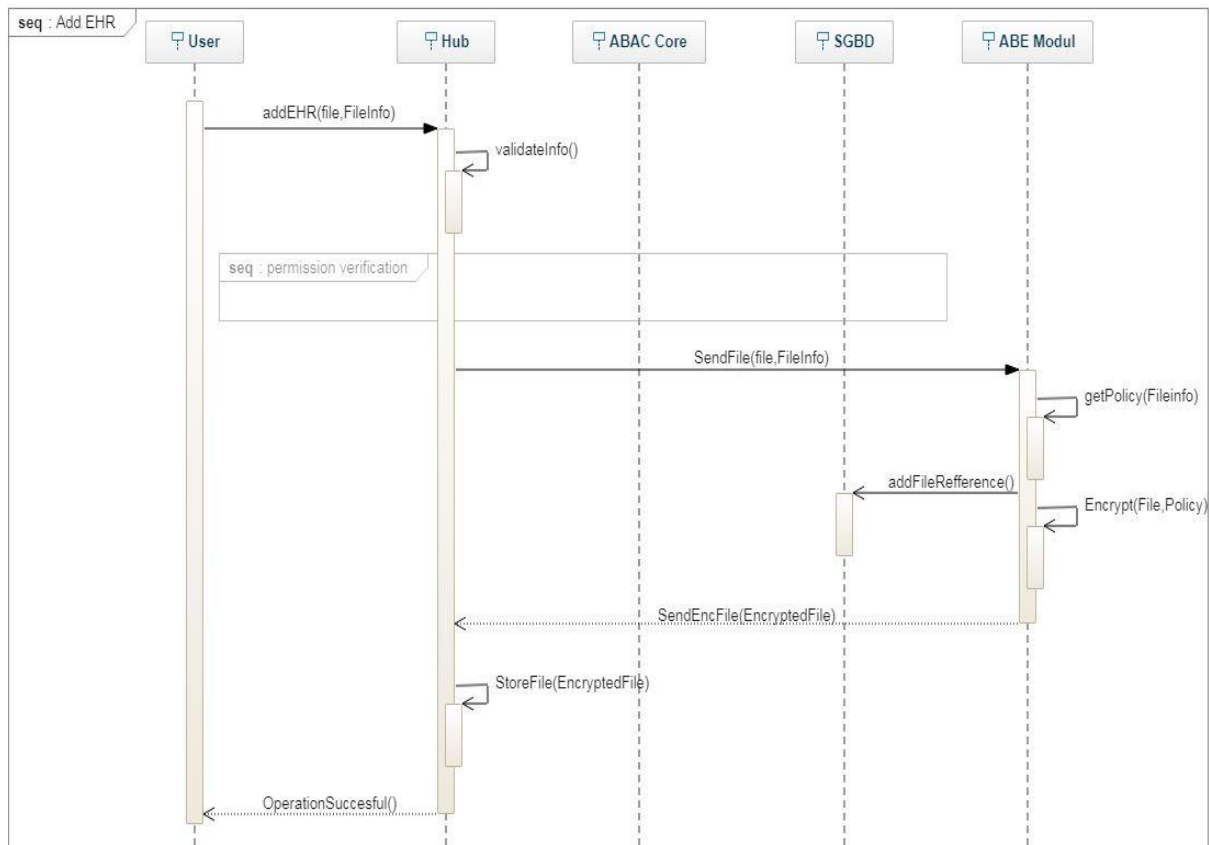 seq : Add EHR
User
Hub
ABAC Core
SGBD
ABE Modul
addEHR(file,FileInfo)
validateInfo()
seq : permission verification
SendFile(file,FileInfo)
getPolicy(Fileinfo)
addFileRefference()
Encrypt(File,Policy)
SendEncFile(EncryptedFile)
StoreFile(EncryptedFile)
OperationSuccesful()